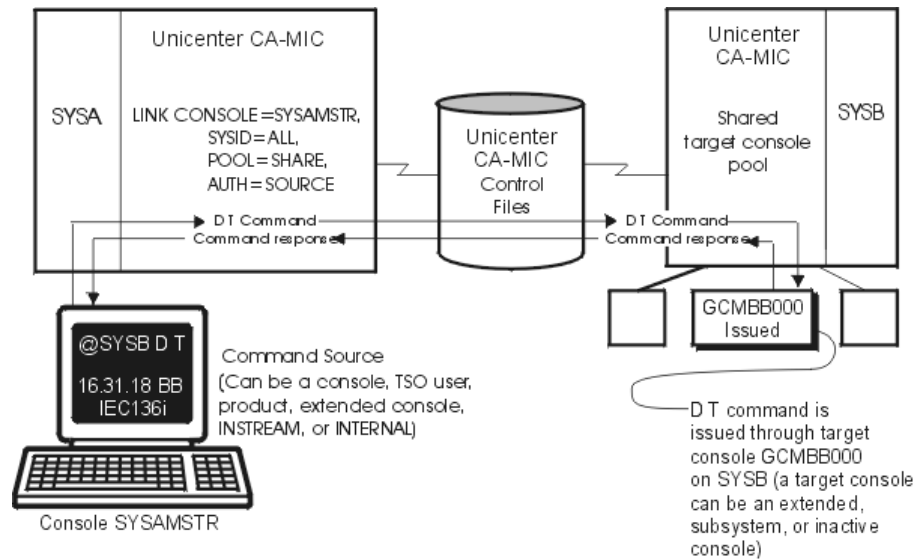 Unicenter CA-MIC
SYSA
LINK CONSOLE=SYSAMSTR,
SYSID=ALL,
POOL=SHARE,
AUTH=SOURCE
DT Command
Command response
Unicenter
CA-MIC
Control
Files
Unicenter
CA-MIC
SYSB
Shared
target console
pool
DT Command
Command response
GCMBB000
Issued
@SYSB D T
16.31.18 BB
IEC136i
Command Source
(Can be a console, TSO user,
product, extended console,
INSTREAM, or INTERNAL)
Console SYSAMSTR
DT command is
issued through target
console GCMBB000
on SYSB (a target console
can be an extended,
subsystem, or inactive
console)